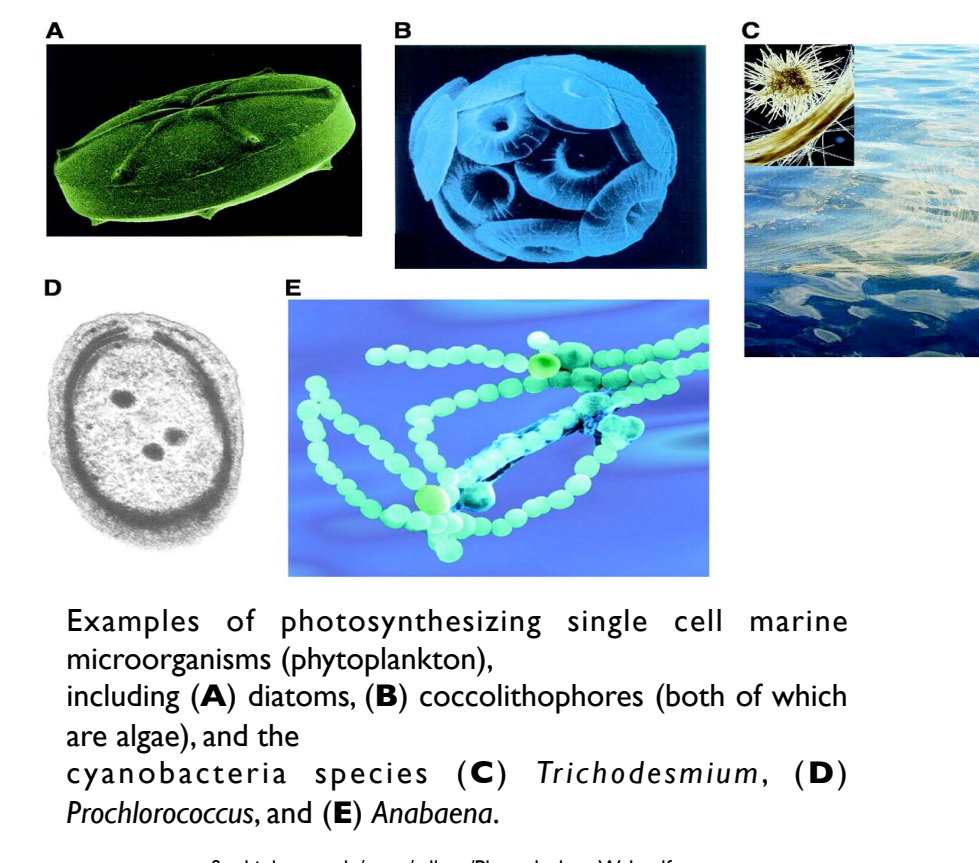 A
B
C
D
E
Examples of photosynthesizing single cell marine
microorganisms (phytoplankton),
including (A) diatoms, (B) coccolithophores (both of which
are algae), and the
cyanobacteria species (C) Trichodesmium, (D)
Prochlorococcus, and (E) Anabaena.